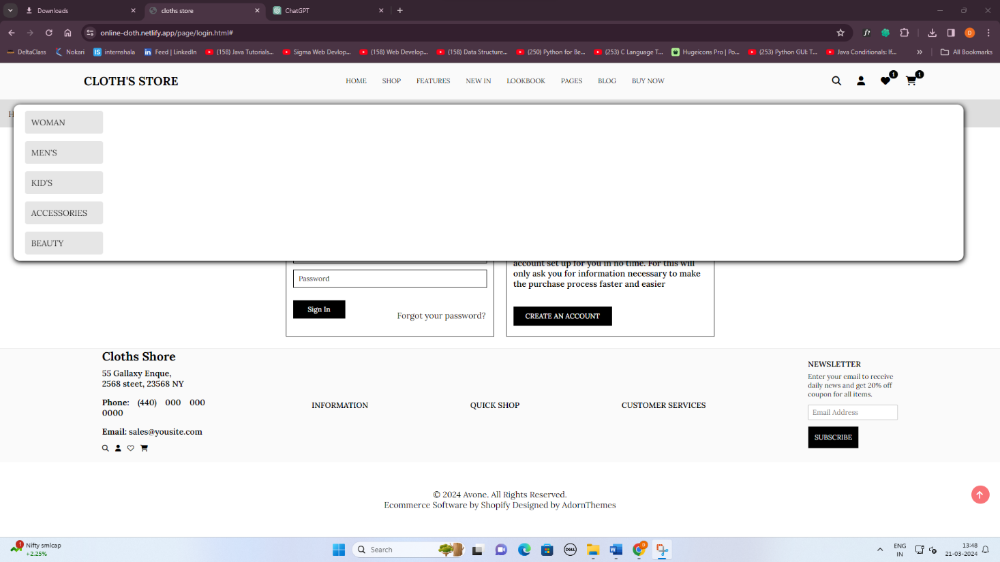 Downloads
cloths store
ChatGPT
online-cloth.netlify.app/page/login.html#
DeltaClass
Nokari
internshala
Feed | LinkedIn
(158) Java Tutorials...
Sigma Web Devlop...
(158) Web Develop...
(158) Data Structure...
(250) Python for Be...
(253) C Language T...
Hugeicons Pro | Po...
(253) Python GUI: T...
Java Conditionals: If...
All Bookmarks
CLOTH'S STORE
HOME
SHOP
FEATURES
NEW IN
LOOKBOOK
PAGES
BLOG
BUY NOW
1
1
H
WOMAN
MEN'S
KID'S
ACCESSORIES
BEAUTY
Password
Sign In
Forgot your password?
account set up for you in no time. For this will
only ask you for information necessary to make
the purchase process faster and easier
CREATE AN ACCOUNT
Cloths Shore
55 Gallaxy Enque,
2568 steet, 23568 NY
Phone: (440) 000 000
0000
Email: sales@yousite.com
INFORMATION
QUICK SHOP
CUSTOMER SERVICES
NEWSLETTER
Enter your email to receive
daily news and get 20% off
coupon for all items.
Email Address
SUBSCRIBE
© 2024 Avone. All Rights Reserved.
Ecommerce Software by Shopify Designed by AdornThemes
1
Nifty smlcap
+2.25%
Search
DELL
W
D
ENG
IN
13:48
21-03-2024